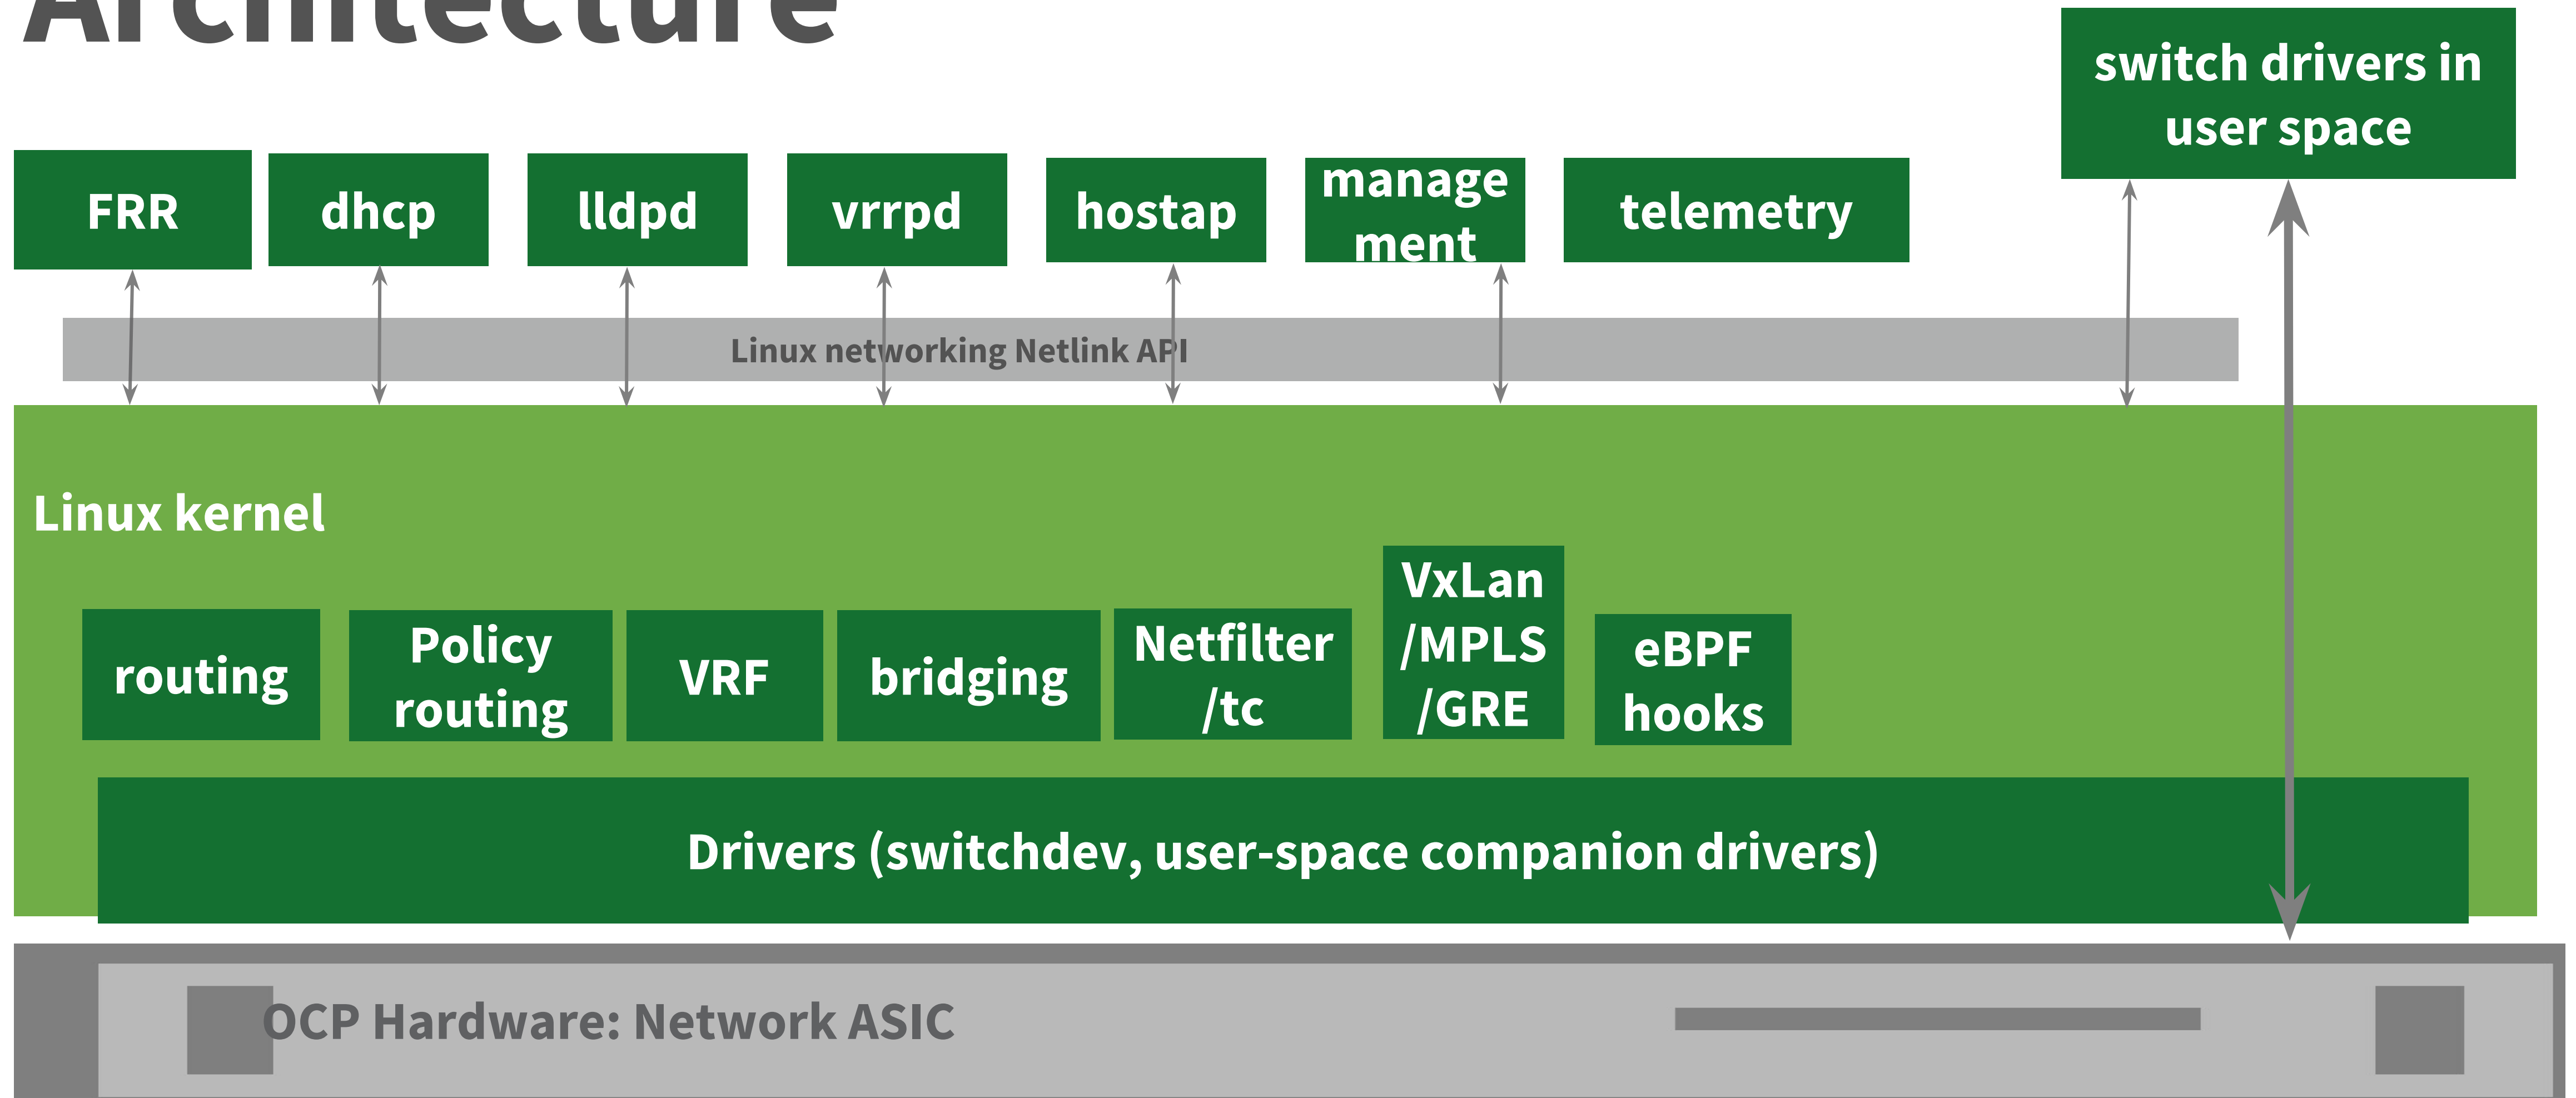 Architecture
switch drivers in
user space
FRR
dhcp
lldpd
vrrpd
hostap
manage
ment
telemetry
Linux networking Netlink API
Linux kernel
routing
Policy
routing
VRF
bridging
Netfilter
/tc
VxLan
/MPLS
/GRE
eBPF
hooks
Drivers (switchdev, user-space companion drivers)
OCP Hardware: Network ASIC